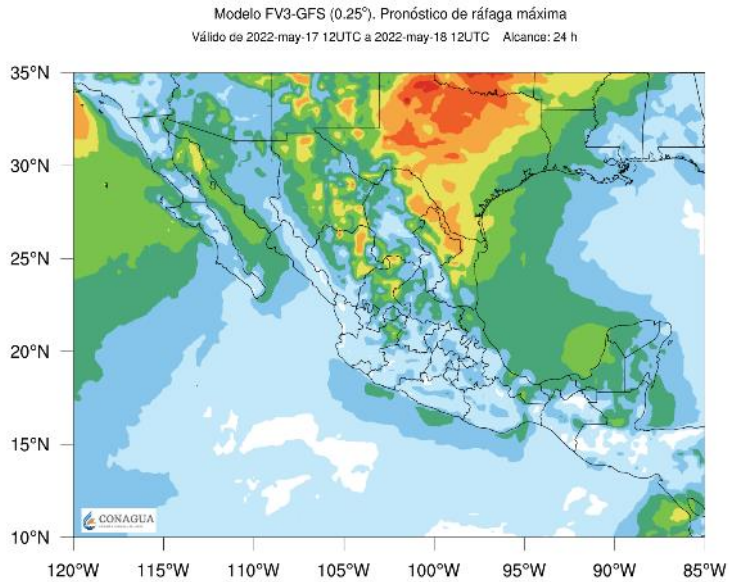 Modelo FV3-GFS (0.25°). Pronóstico de ráfaga máxima
Válido de 2022-may-17 12UTC a 2022-may-18 12UTC Alcance: 24 h
35°N
30°N
25°N
20°N
15°N
10°N
CONAGUA
120°W 115°W 110°W 105°W 100°W 95°W 90°W 85°W